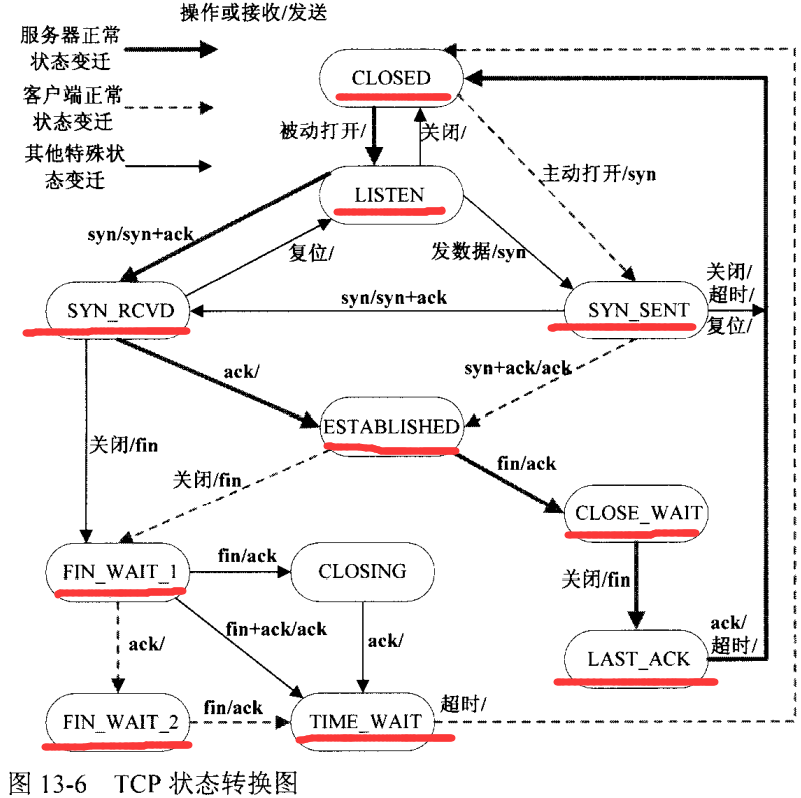 操作或接收/发送
服务器正常
状态变迁
客户端正常
状态变迁
其他特殊状
态变迁
CLOSED
被动打开/
关闭/
主动打开/syn
LISTEN
syn/syn+ack
复位/
发数据/syn
关闭/
超时/
复位/
SYN_RCVD
syn/syn+ack
SYN_SENT
ack/
syn+ack/ack
ESTABLISHED
关闭/fin
关闭/fin
fin/ack
CLOSE_WAIT
FIN_WAIT_1
fin/ack
CLOSING
关闭/fin
ack/
fin+ack/ack
ack/
ack/
超时/
LAST_ACK
FIN_WAIT_2
fin/ack
TIME_WAIT
超时/
图 13-6 TCP 状态转换图